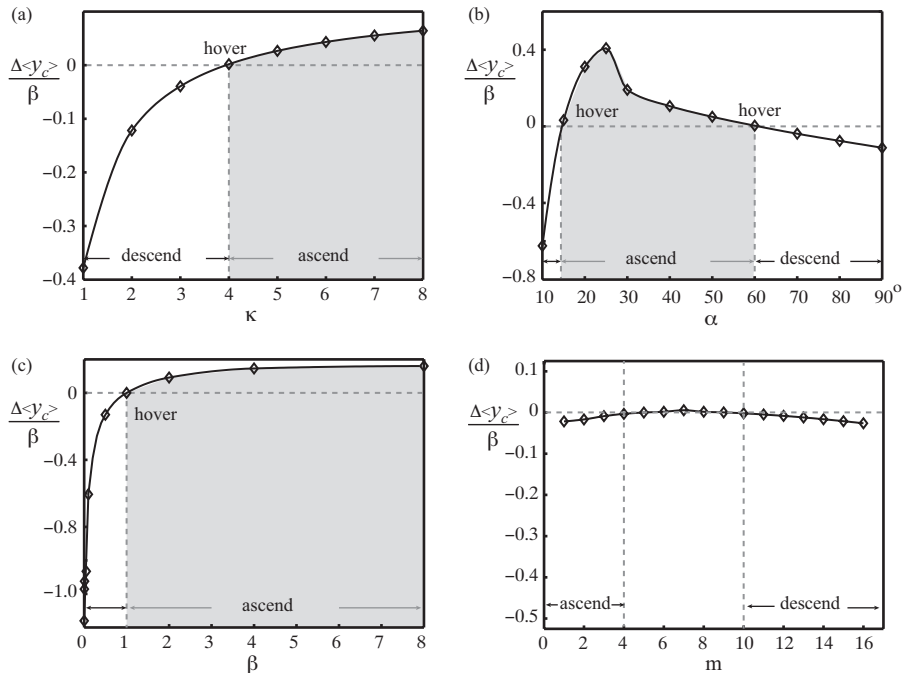 (a)
Δ<y_c>
β
0
−0.1
−0.2
−0.3
−0.4
hover
descend
ascend
1 2 3 4 5 6 7 8
κ
(b)
Δ<y_c>
β
0.4
0
−0.4
−0.8
hover
hover
ascend
descend
10 20 30 40 50 60 70 80 90°
α
(c)
Δ<y_c>
β
0
−0.4
−0.8
−1.0
hover
ascend
0 1 2 3 4 5 6 7 8
β
(d)
Δ<y_c>
β
0.1
0
−0.1
−0.2
−0.3
−0.4
−0.5
ascend
descend
0 2 4 6 8 10 12 14 16
m